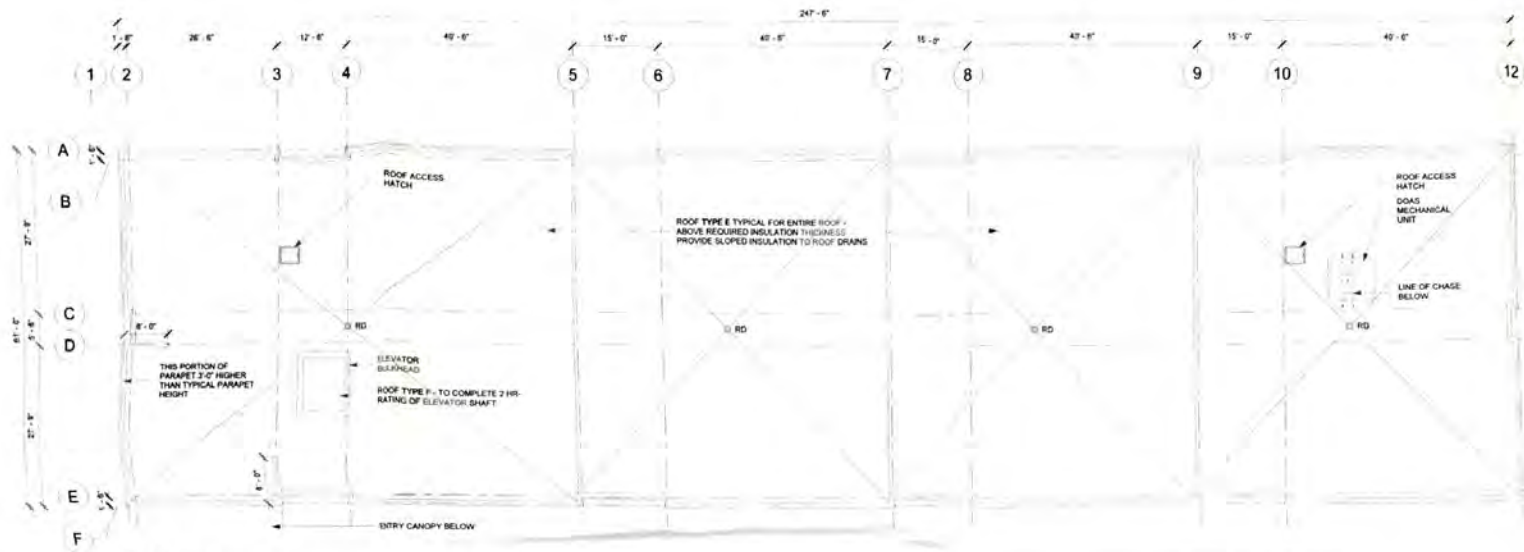 247' - 6"
1' - 6"
26' - 6"
12' - 6"
40' - 6"
15' - 0"
40' - 6"
15' - 0"
15' - 0"
40' - 6"
1
2
3
4
5
6
7
8
9
10
12
A
B
C
D
E
F
61' - 0"
5' - 6"
8' - 0"
ROOF ACCESS
HATCH
ROOF TYPE E TYPICAL FOR ENTIRE ROOF -
ABOVE REQUIRED INSULATION THICKNESS
PROVIDE SLOPED INSULATION TO ROOF DRAINS
ROOF ACCESS
HATCH
DOAS
MECHANICAL
UNIT
LINE OF CHASE
BELOW
RD
RD
RD
RD
THIS PORTION OF
PARAPET 3'-0" HIGHER
THAN TYPICAL PARAPET
HEIGHT
ELEVATOR
BULKHEAD
ROOF TYPE F - TO COMPLETE 2 HR-
RATING OF ELEVATOR SHAFT
ENTRY CANOPY BELOW